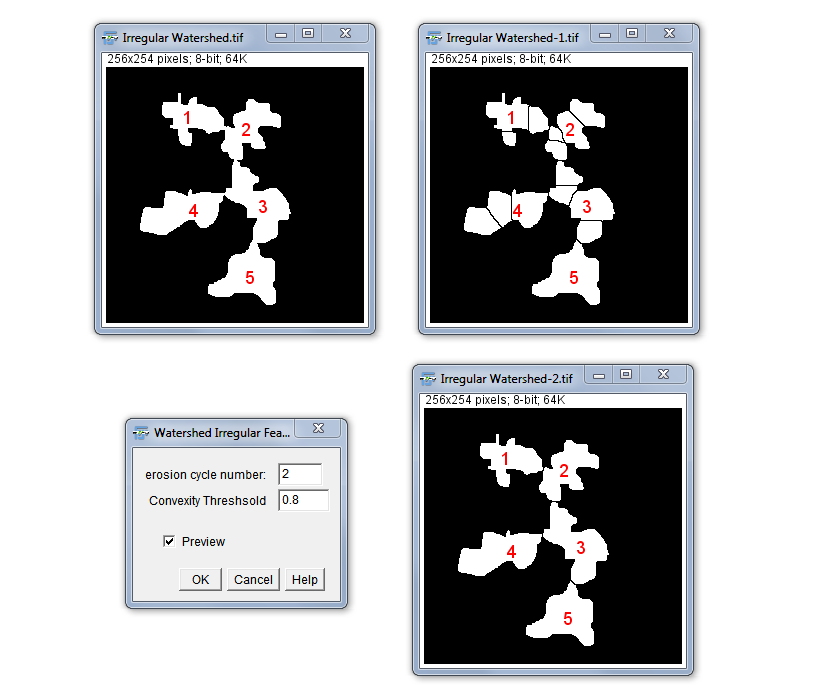 Irregular Watershed.tif
256x254 pixels; 8-bit; 64K
1
2
4
3
5
Irregular Watershed-1.tif
256x254 pixels; 8-bit; 64K
1
2
4
3
5
Watershed Irregular Fea...
erosion cycle number: 2
Convexity Threshsold 0.8
Preview
OK Cancel Help
Irregular Watershed-2.tif
256x254 pixels; 8-bit; 64K
1
2
4
3
5